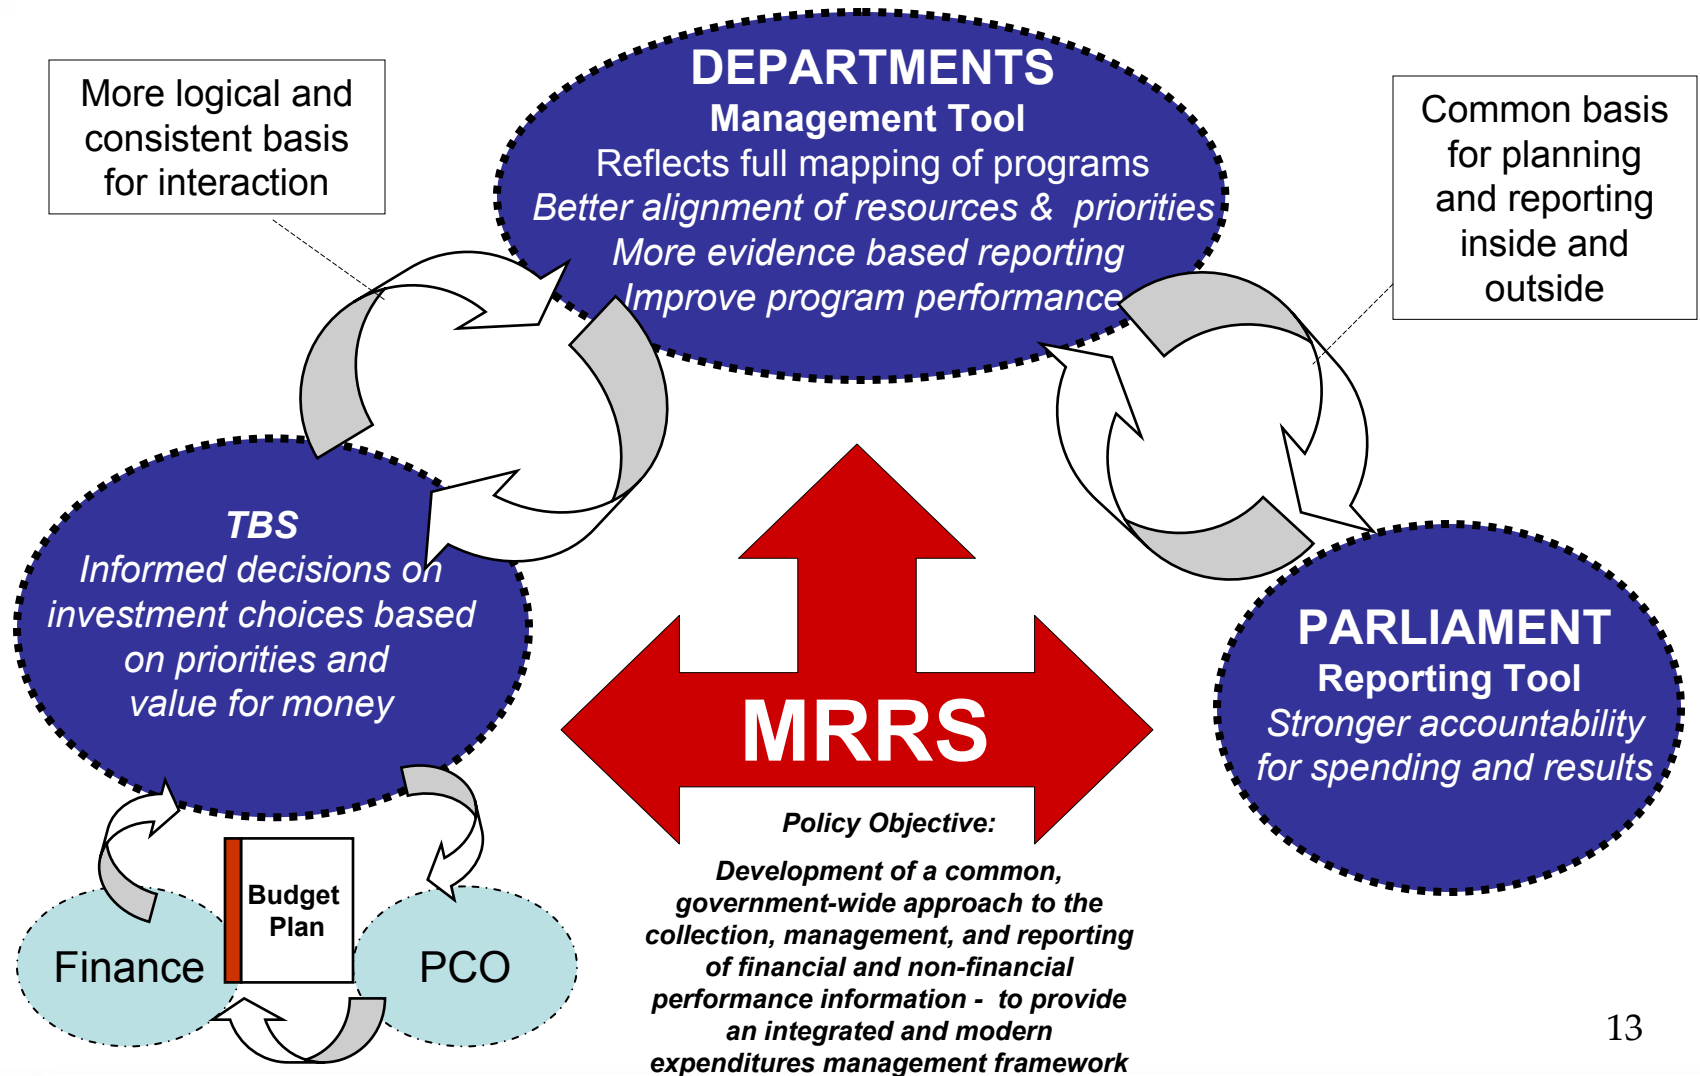 DEPARTMENTS
Management Tool
Reflects full mapping of programs
Better alignment of resources &  priorities
More evidence based reporting
Improve program performance
More logical and
consistent basis
for interaction
Common basis
for planning
and reporting
inside and
outside
TBS
Informed decisions on
investment choices based
on priorities and
value for money
MRRS
PARLIAMENT
Reporting Tool
Stronger accountability
for spending and results
Policy Objective:
Development of a common,
government-wide approach to the
collection, management, and reporting
of financial and non-financial
performance information -  to provide
an integrated and modern
expenditures management framework
Finance
Budget
Plan
PCO
13